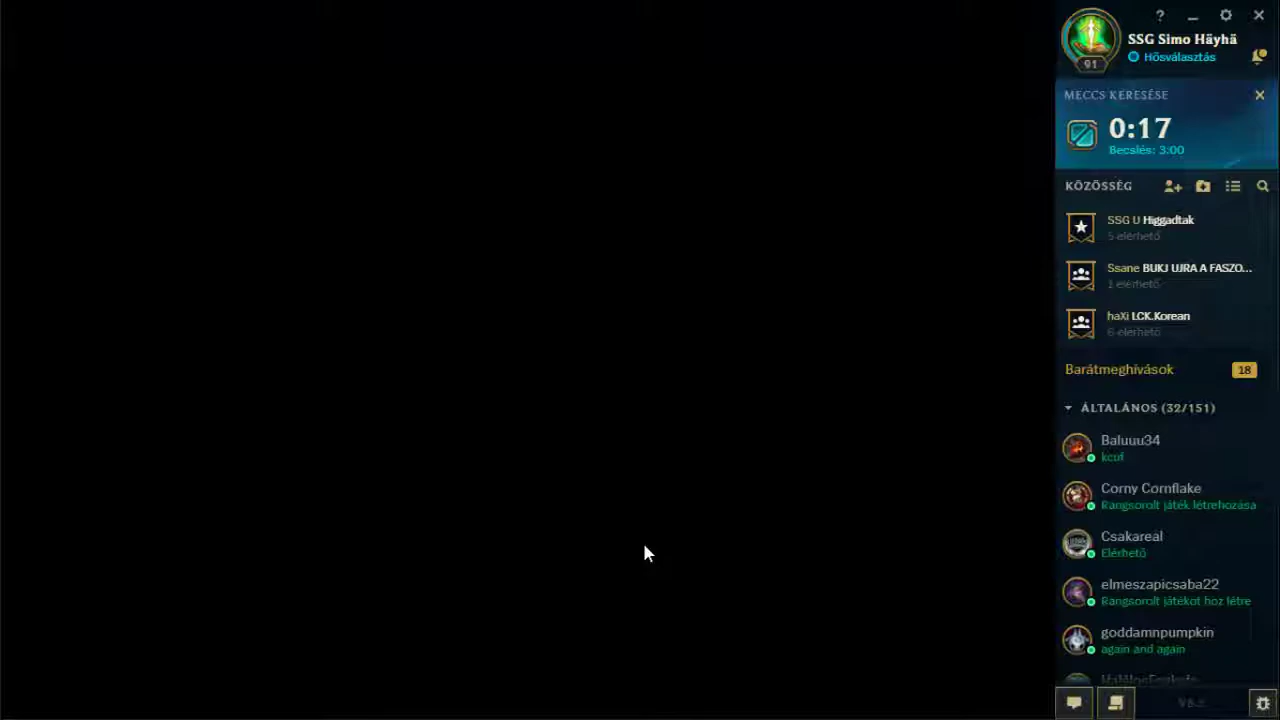 SSG Simo Häyhä
91
Hősválasztás
MECCS KERESÉSE
0:17
Becslés: 3:00
KÖZÖSSÉG
SSG U Higgadtak
5 elérhető
Ssane BUKJ UJRA A FASZO...
1 elérhető
haXi LCK.Korean
6 elérhető
Barátmeghívások
18
ÁLTALÁNOS (32/151)
Baluuu34
kcuf
Corny Cornflake
Rangsorolt játék létrehozása
Csakareál
Elérhető
elmeszapicsaba22
Rangsorolt játékot hoz létre
goddamnpumpkin
again and again